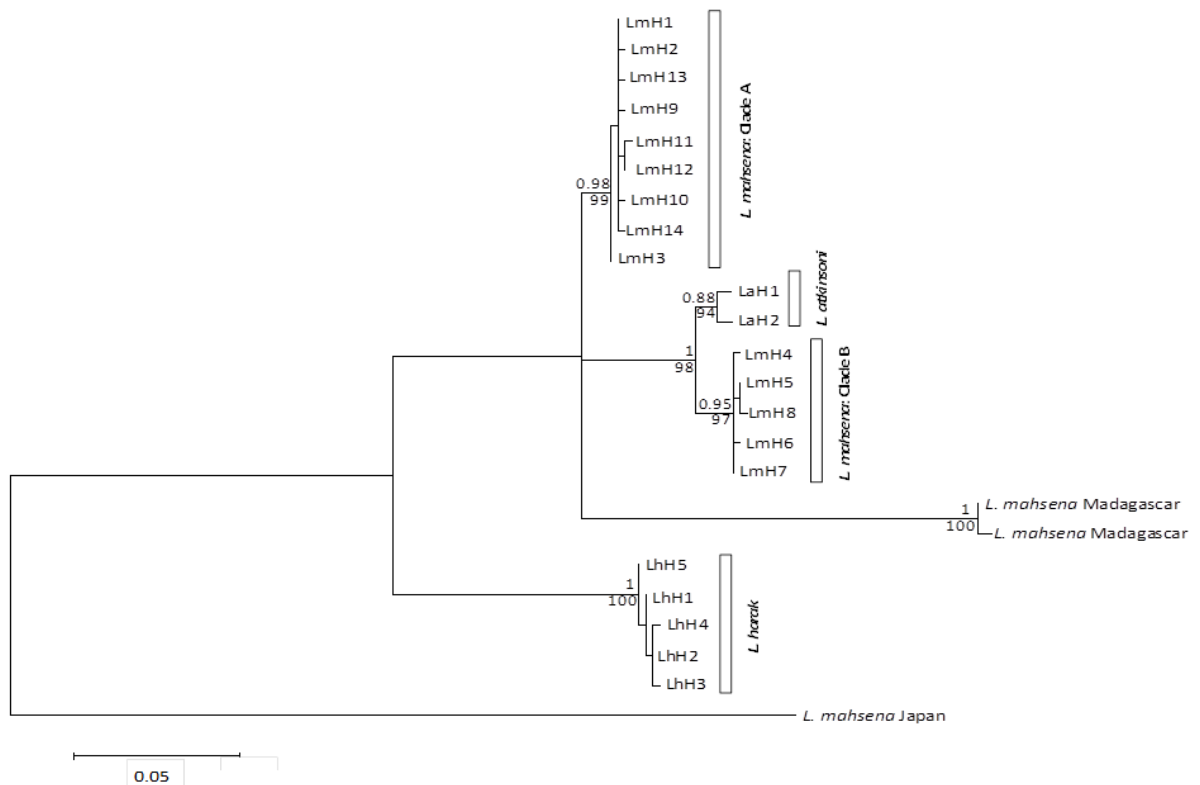 LmH1
LmH2
LmH13
LmH9
LmH11
LmH12
0.98
99
LmH10
LmH14
LmH3
L. mahsena: Clade A
0.88
94
LaH1
LaH2
L. atkinsoni
1
98
LmH4
LmH5
0.95
97
LmH8
LmH6
LmH7
L. mahsena: Clade B
1
100
L. mahsena Madagascar
L. mahsena Madagascar
LhH5
1
100
LhH1
LhH4
LhH2
LhH3
L. harak
L. mahsena Japan
0.05